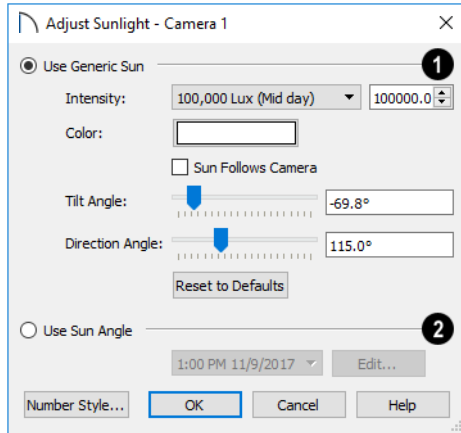 Adjust Sunlight - Camera 1
Use Generic Sun 1
Intensity: 100,000 Lux (Mid day) 100000.0
Color:
Sun Follows Camera
Tilt Angle: -69.8°
Direction Angle: 115.0°
Reset to Defaults
Use Sun Angle 2
1:00 PM 11/9/2017 Edit...
Number Style... OK Cancel Help